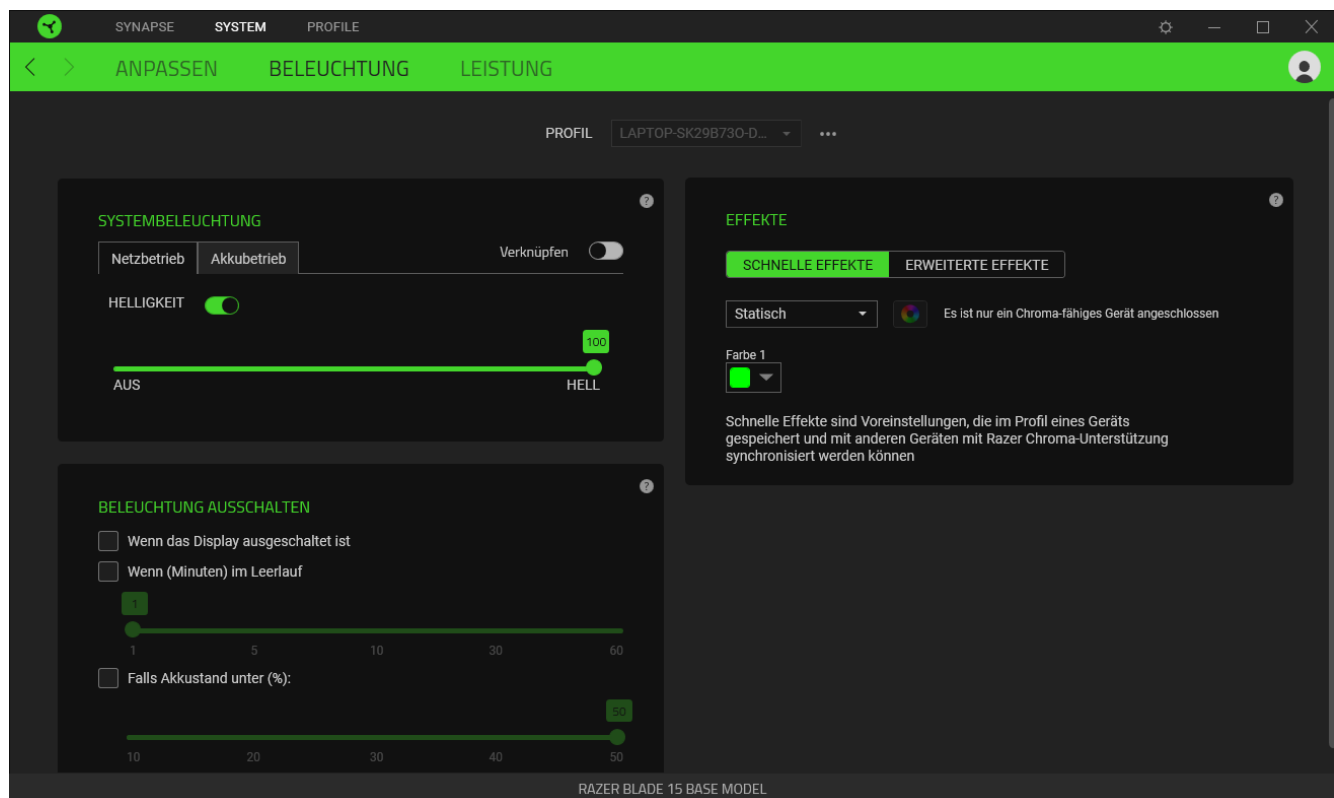 SYNAPSE SYSTEM PROFILE
ANPASSEN BELEUCHTUNG LEISTUNG
PROFIL LAPTOP-SK29B73O-D...
SYSTEMBELEUCHTUNG
Netzbetrieb Akkubetrieb Verknüpfen
HELLIGKEIT
100
AUS HELL
BELEUCHTUNG AUSSCHALTEN
Wenn das Display ausgeschaltet ist
Wenn (Minuten) im Leerlauf
1
1 5 10 30 60
Falls Akkustand unter (%):
50
10 20 30 40 50
EFFEKTE
SCHNELLE EFFEKTE ERWEITERTE EFFEKTE
Statisch Es ist nur ein Chroma-fähiges Gerät angeschlossen
Farbe 1
Schnelle Effekte sind Voreinstellungen, die im Profil eines Geräts
gespeichert und mit anderen Geräten mit Razer Chroma-Unterstützung
synchronisiert werden können
RAZER BLADE 15 BASE MODEL